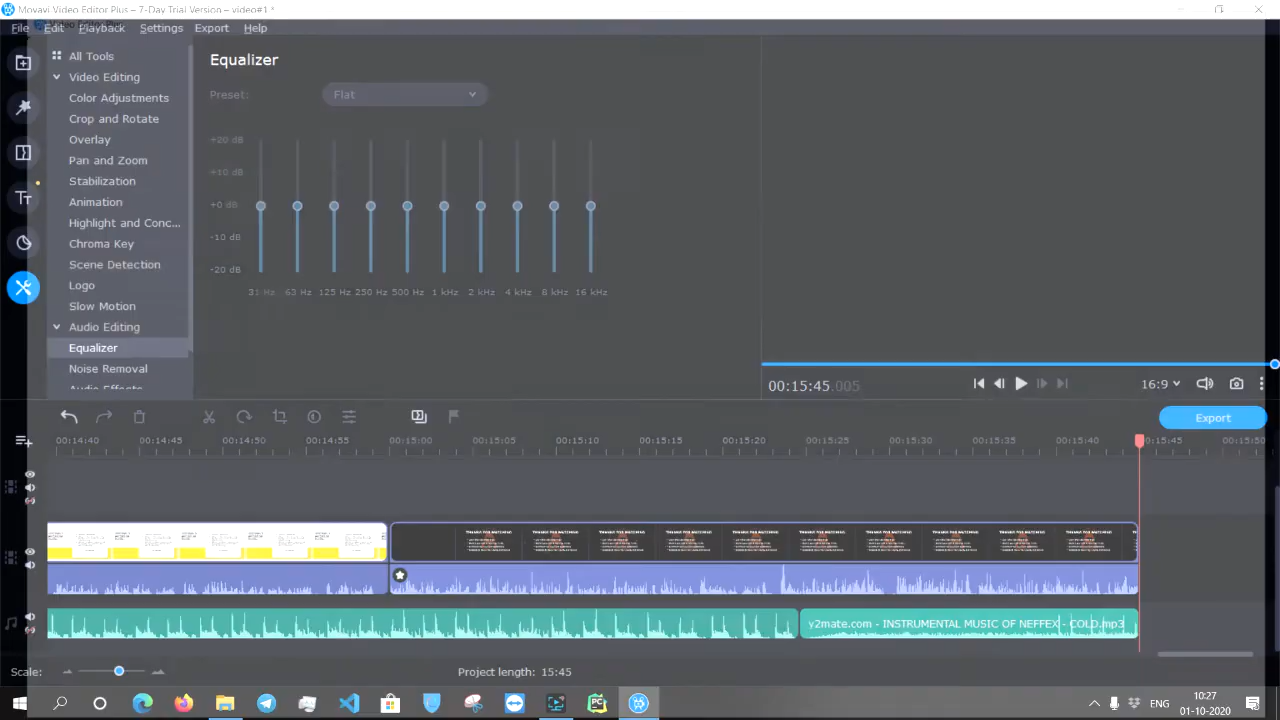 Movavi Video Editor Plus – 7-Day Trial Version – video#1 *
File Edit Playback Settings Export Help
All Tools
Video Editing
Color Adjustments
Crop and Rotate
Overlay
Pan and Zoom
Stabilization
Animation
Highlight and Conc...
Chroma Key
Scene Detection
Logo
Slow Motion
Audio Editing
Equalizer
Noise Removal
Audio Effects
Equalizer
Preset: Flat
+20 dB
+10 dB
+0 dB
-10 dB
-20 dB
31 Hz 63 Hz 125 Hz 250 Hz 500 Hz 1 kHz 2 kHz 4 kHz 8 kHz 16 kHz
00:15:45.005
16:9
Export
00:14:40 00:14:45 00:14:50 00:14:55 00:15:00 00:15:05 00:15:10 00:15:15 00:15:20 00:15:25 00:15:30 00:15:35 00:15:40 00:15:45 00:15:50
y2mate.com - INSTRUMENTAL MUSIC OF NEFFEX - COLD.mp3
Scale:
Project length: 15:45
ENG
10:27
01-10-2020